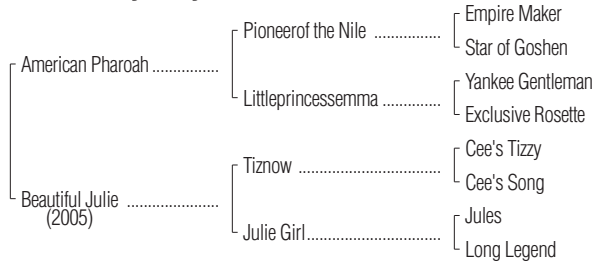 Empire Maker
Pioneerof the Nile ................
Star of Goshen
American Pharoah ................
Yankee Gentleman
Littleprincessemma ..............
Exclusive Rosette
Cee's Tizzy
Tiznow ..................................
Cee's Song
Beautiful Julie ......................
(2005)
Jules
Julie Girl................................
Long Legend